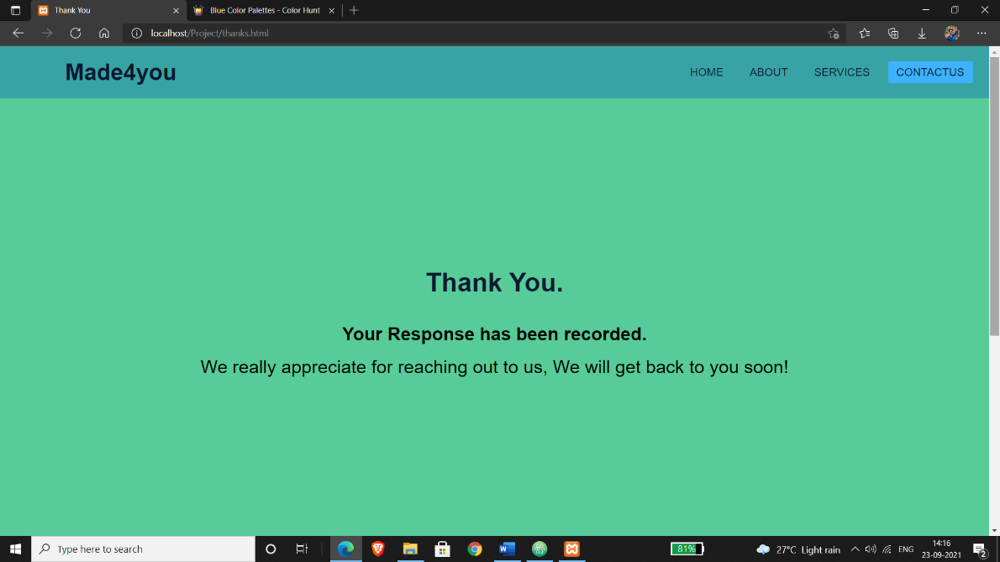 Thank You
Blue Color Palettes - Color Hunt
localhost/Project/thanks.html
Made4you
HOME ABOUT SERVICES CONTACTUS
Thank You.
Your Response has been recorded.
We really appreciate for reaching out to us, We will get back to you soon!
Type here to search
81%
27°C Light rain
ENG
14:16
23-09-2021
2